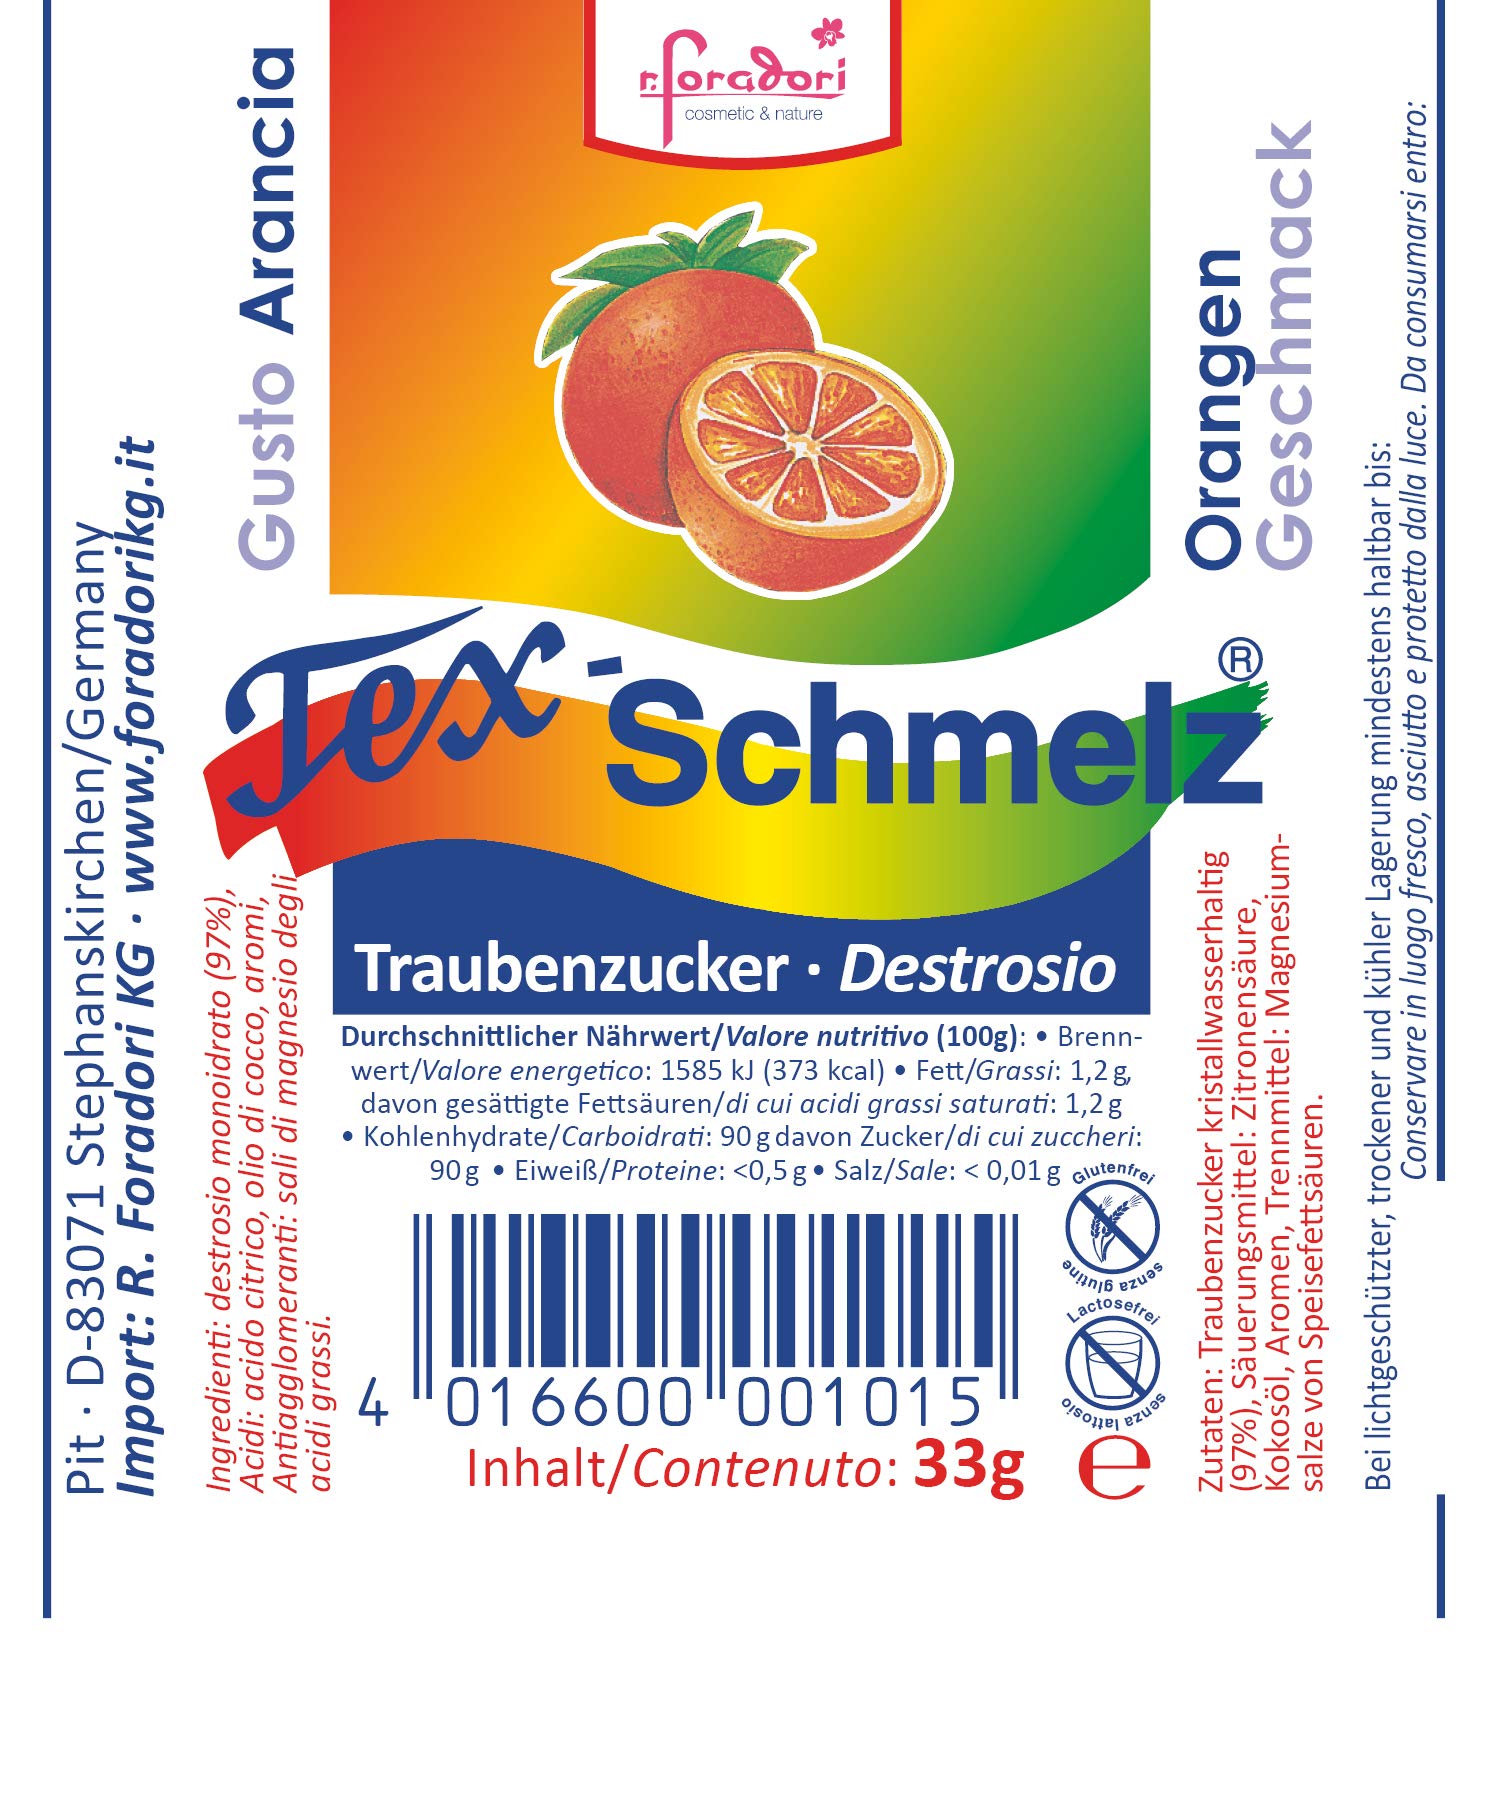 r. foradori
cosmetic & nature
Gusto Arancia
Orangen
Geschmack
Tex-Schmelz®
Traubenzucker · Destrosio
Durchschnittlicher Nährwert/Valore nutritivo (100g): • Brenn-
wert/Valore energetico: 1585 kJ (373 kcal) • Fett/Grassi: 1,2 g,
davon gesättigte Fettsäuren/di cui acidi grassi saturati: 1,2 g
• Kohlenhydrate/Carboidrati: 90 g davon Zucker/di cui zuccheri:
90 g • Eiweiß/Proteine: <0,5 g • Salz/Sale: < 0,01 g
Glutenfrei
senza glutine
Lactosefrei
senza lattosio
4 016600 001015
Inhalt/Contenuto: 33g ℮
Pit · D-83071 Stephanskirchen/Germany
Import: R. Foradori KG · www.foradorikg.it
Ingredienti: destrosio monoidrato (97%),
Acidi: acido citrico, olio di cocco, aromi,
Antiagglomeranti: sali di magnesio degli
acidi grassi.
Zutaten: Traubenzucker kristallwasserhaltig
(97%), Säuerungsmittel: Zitronensäure,
Kokosöl, Aromen, Trennmittel: Magnesium-
salze von Speisefettsäuren.
Bei lichtgeschützter, trockener und kühler Lagerung mindestens haltbar bis:
Conservare in luogo fresco, asciutto e protetto dalla luce. Da consumarsi entro: